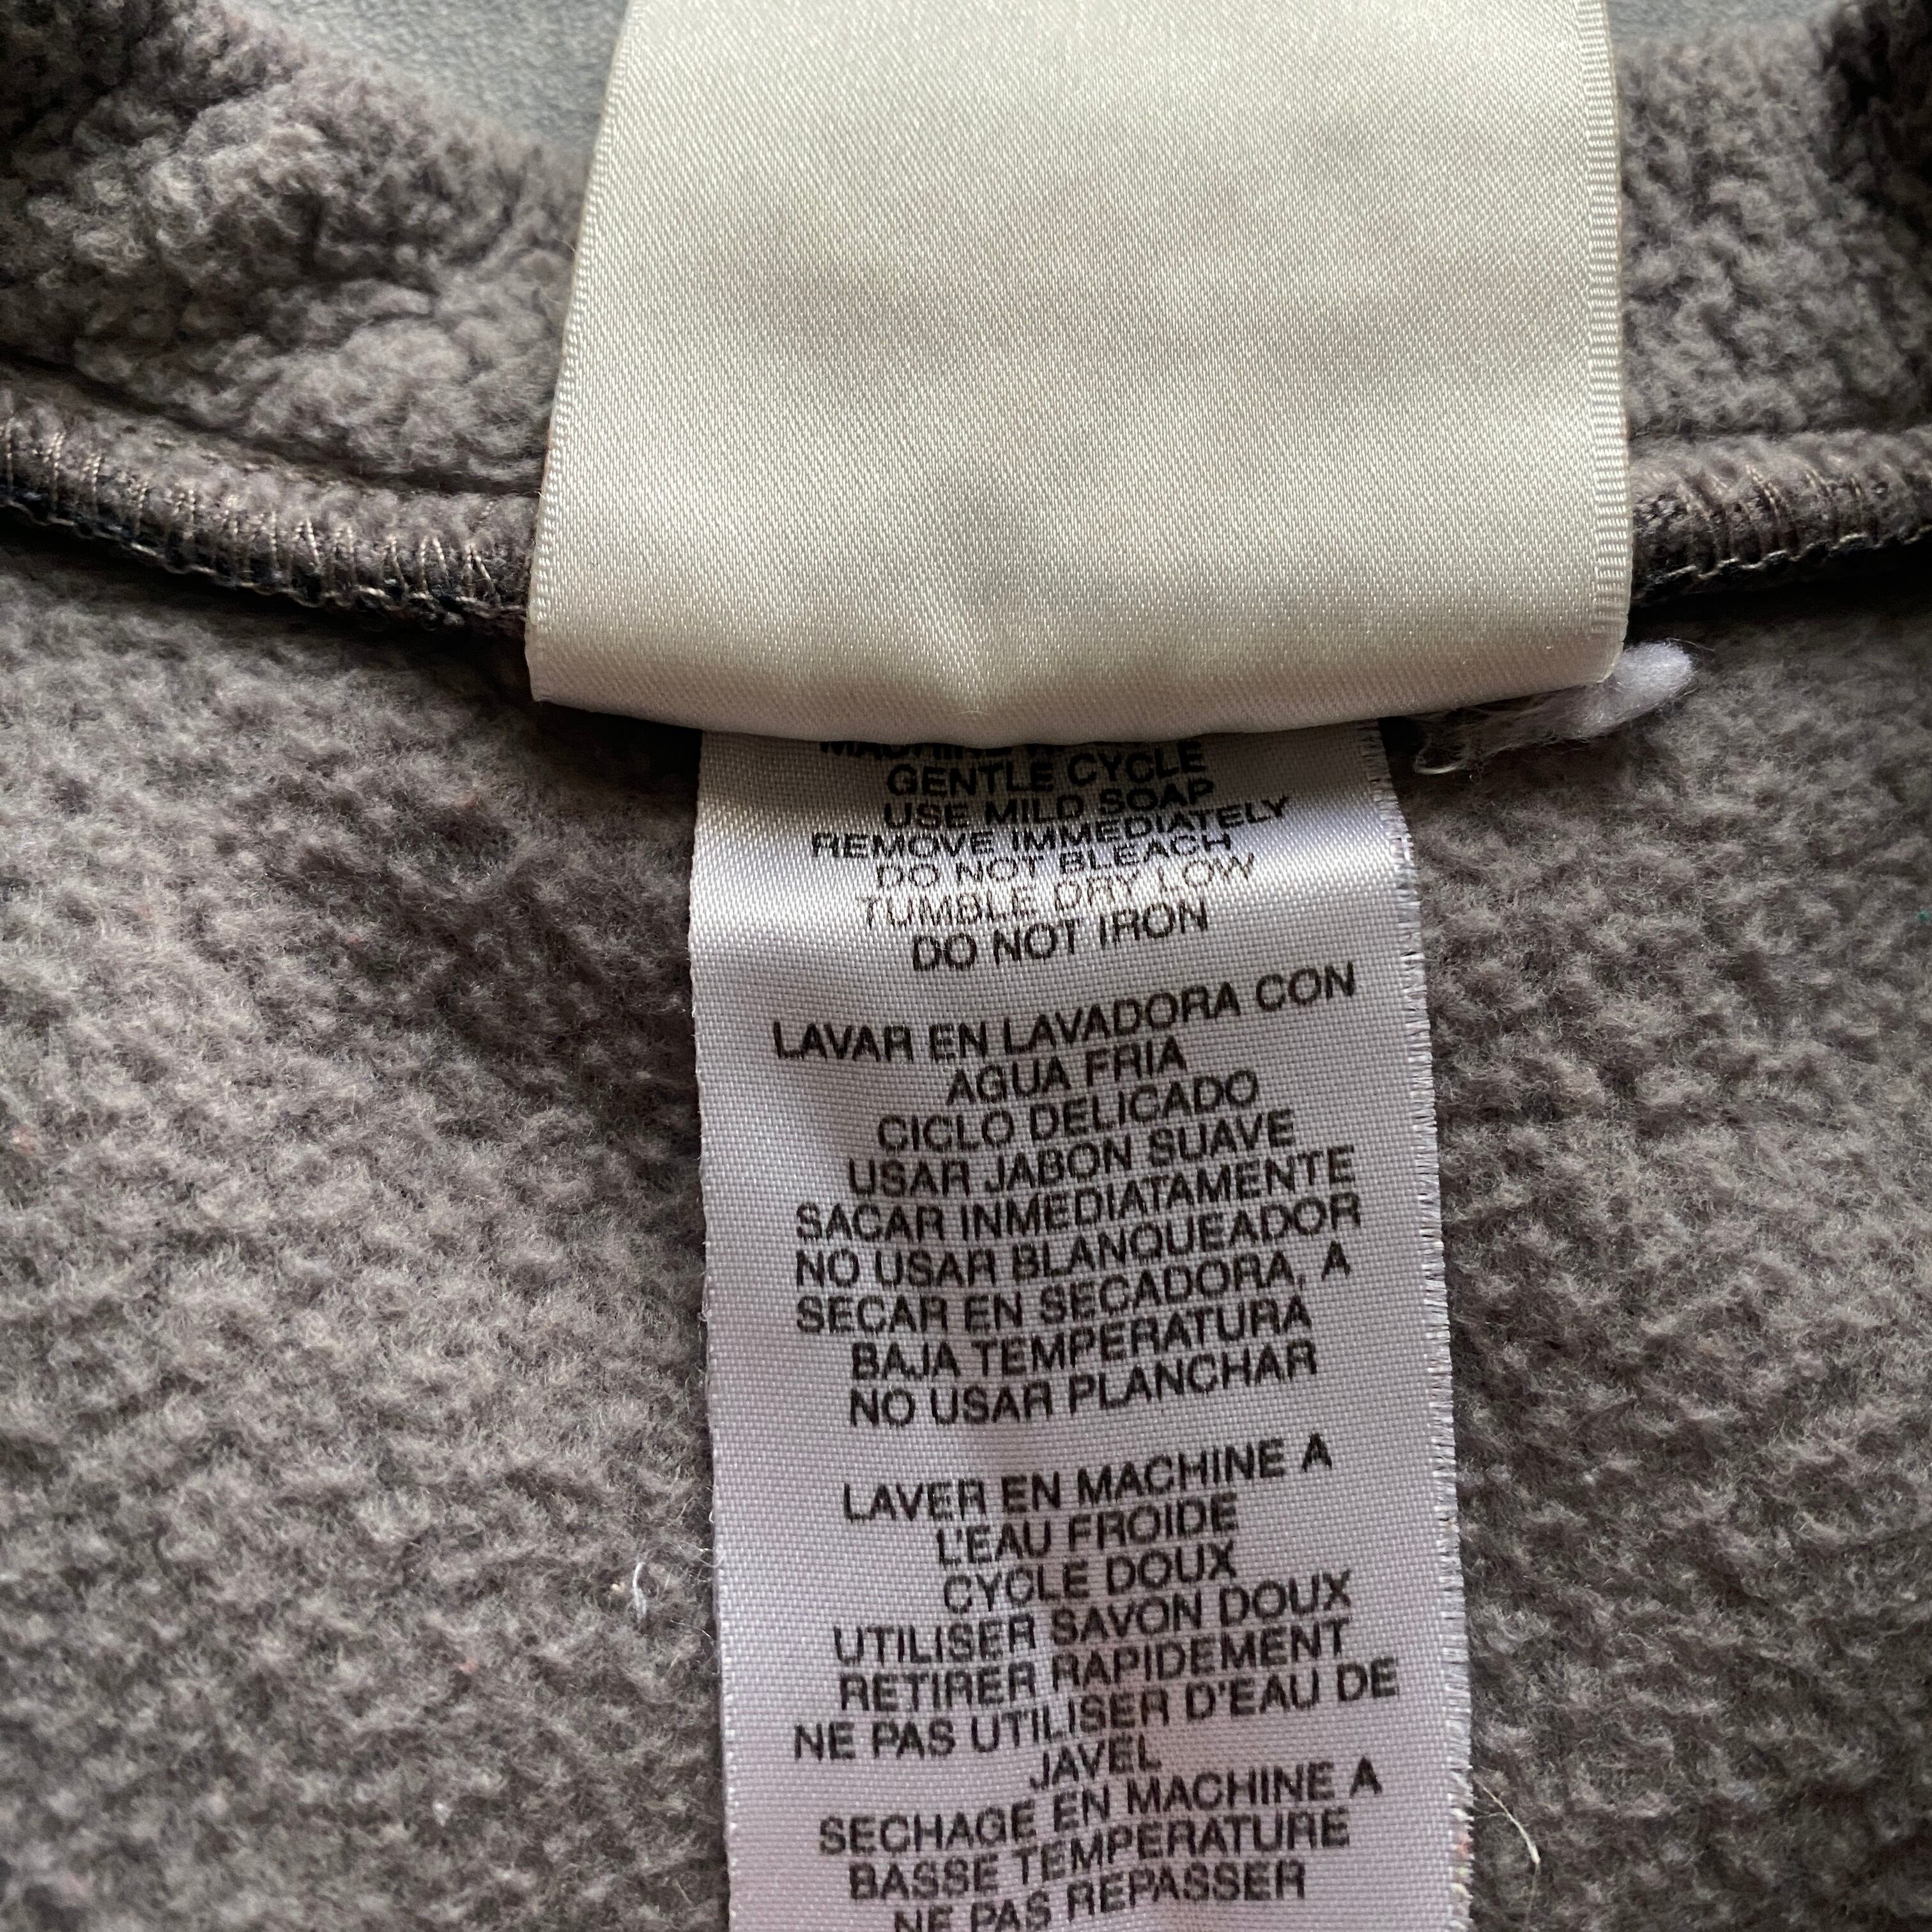 GENTLE CYCLE
USE MILD SOAP
REMOVE IMMEDIATELY
DO NOT BLEACH
TUMBLE DRY LOW
DO NOT IRON
LAVAR EN LAVADORA CON
AGUA FRIA
CICLO DELICADO
USAR JABON SUAVE
SACAR INMEDIATAMENTE
NO USAR BLANQUEADOR
SECAR EN SECADORA, A
BAJA TEMPERATURA
NO USAR PLANCHAR
LAVER EN MACHINE A
L'EAU FROIDE
CYCLE DOUX
UTILISER SAVON DOUX
RETIRER RAPIDEMENT
NE PAS UTILISER D'EAU DE
JAVEL
SECHAGE EN MACHINE A
BASSE TEMPERATURE
NE PAS REPASSER